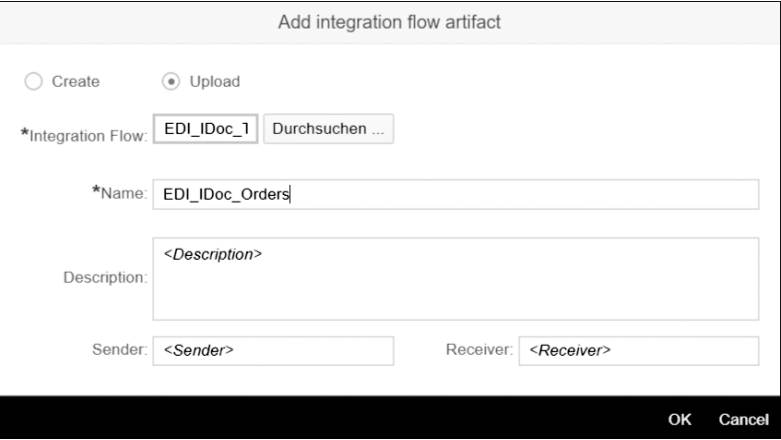 Add integration flow artifact
Create Upload
*Integration Flow: EDI_IDoc_1 Durchsuchen ...
*Name: EDI_IDoc_Orders
<Description>
Description:
Sender: <Sender> Receiver: <Receiver>
OK Cancel